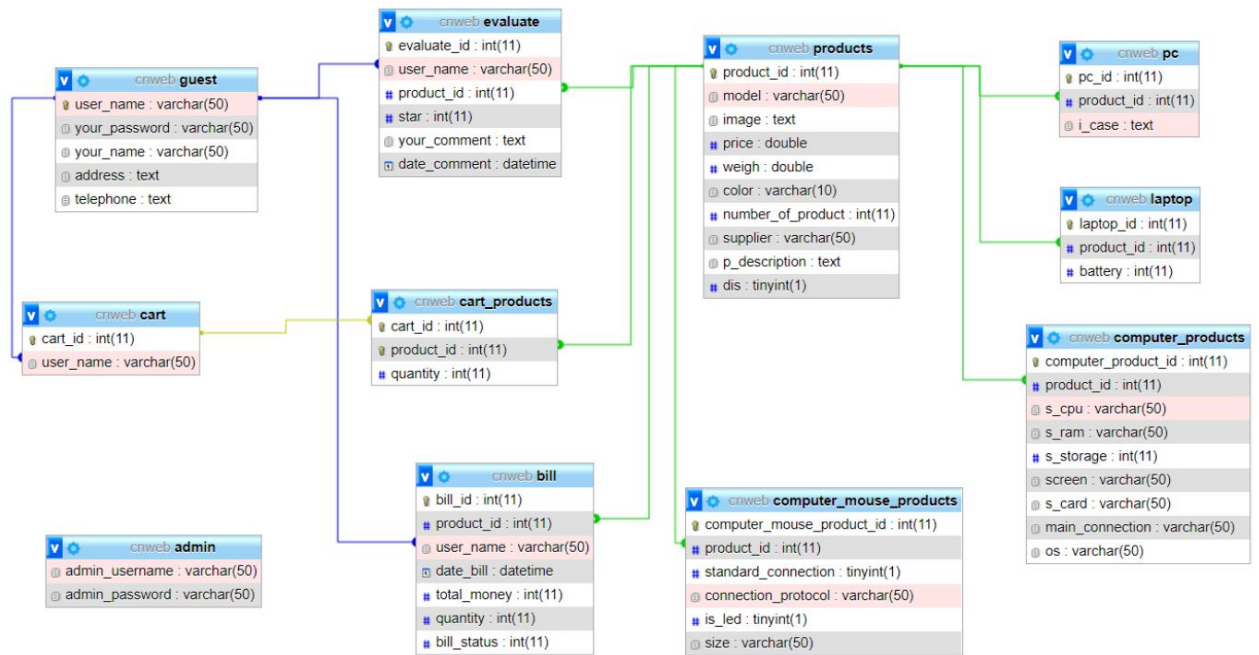 cnweb guest
user_name : varchar(50)
your_password : varchar(50)
your_name : varchar(50)
address : text
telephone : text
cnweb evaluate
evaluate_id : int(11)
user_name : varchar(50)
product_id : int(11)
star : int(11)
your_comment : text
date_comment : datetime
cnweb products
product_id : int(11)
model : varchar(50)
image : text
price : double
weigh : double
color : varchar(10)
number_of_product : int(11)
supplier : varchar(50)
p_description : text
dis : tinyint(1)
cnweb pc
pc_id : int(11)
product_id : int(11)
i_case : text
cnweb laptop
laptop_id : int(11)
product_id : int(11)
battery : int(11)
cnweb cart
cart_id : int(11)
user_name : varchar(50)
cnweb cart_products
cart_id : int(11)
product_id : int(11)
quantity : int(11)
cnweb computer_products
computer_product_id : int(11)
product_id : int(11)
s_cpu : varchar(50)
s_ram : varchar(50)
s_storage : int(11)
screen : varchar(50)
s_card : varchar(50)
main_connection : varchar(50)
os : varchar(50)
cnweb admin
admin_username : varchar(50)
admin_password : varchar(50)
cnweb bill
bill_id : int(11)
product_id : int(11)
user_name : varchar(50)
date_bill : datetime
total_money : int(11)
quantity : int(11)
bill_status : int(11)
cnweb computer_mouse_products
computer_mouse_product_id : int(11)
product_id : int(11)
standard_connection : tinyint(1)
connection_protocol : varchar(50)
is_led : tinyint(1)
size : varchar(50)